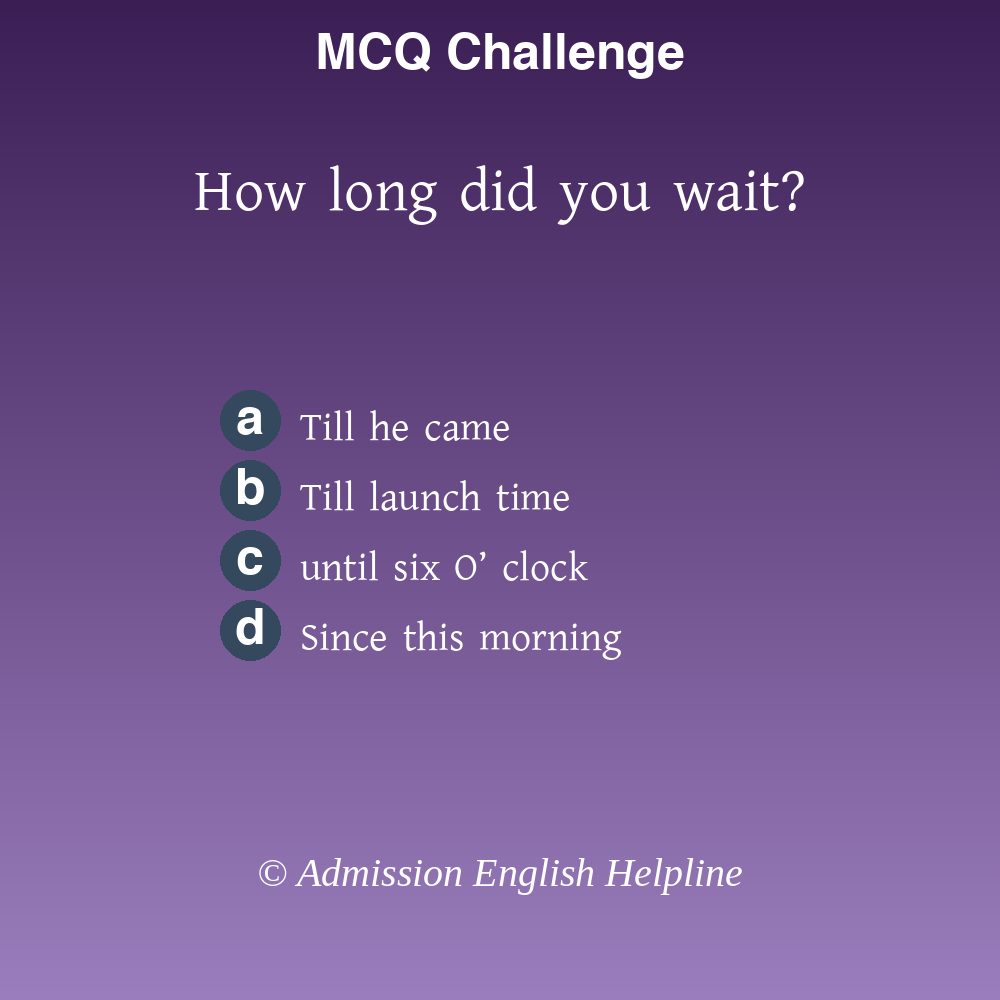 MCQ Challenge
How long did you wait?
a Till he came
b Till launch time
c until six O’ clock
d Since this morning
© Admission English Helpline